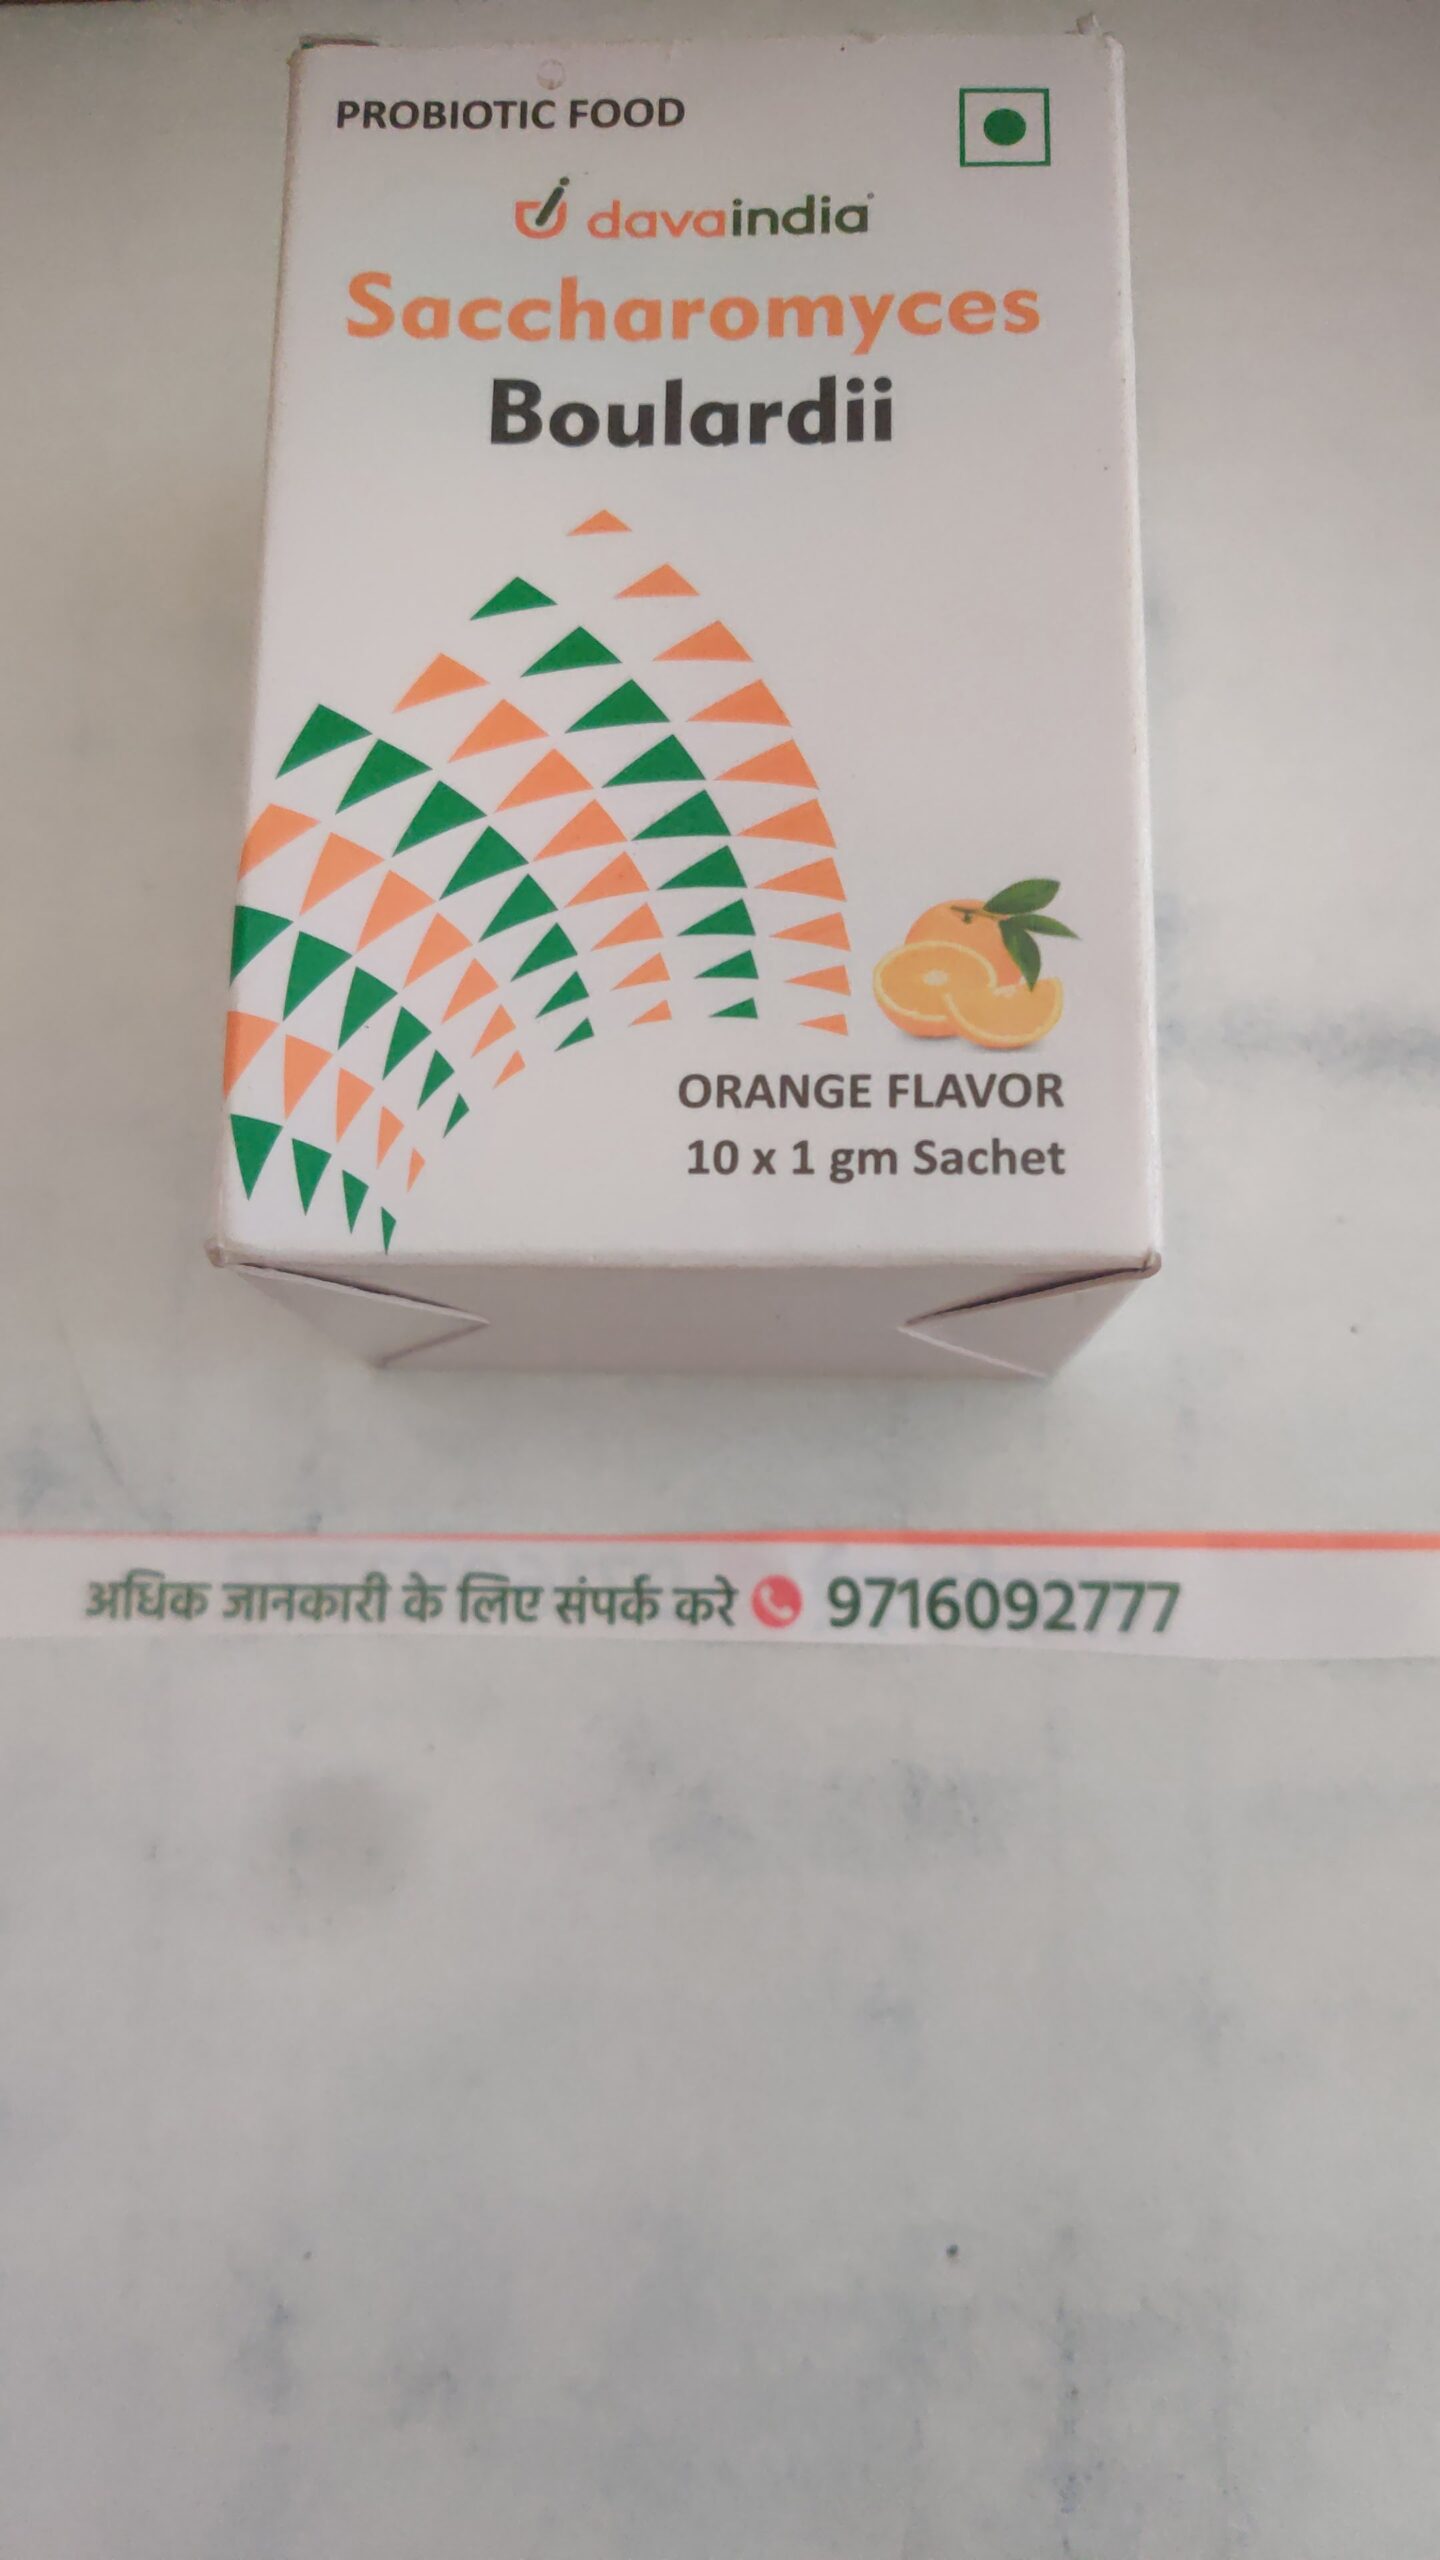 PROBIOTIC FOOD
davaindia
Saccharomyces
Boulardii
ORANGE FLAVOR
10 x 1 gm Sachet
अधिक जानकारी के लिए संपर्क करे 9716092777